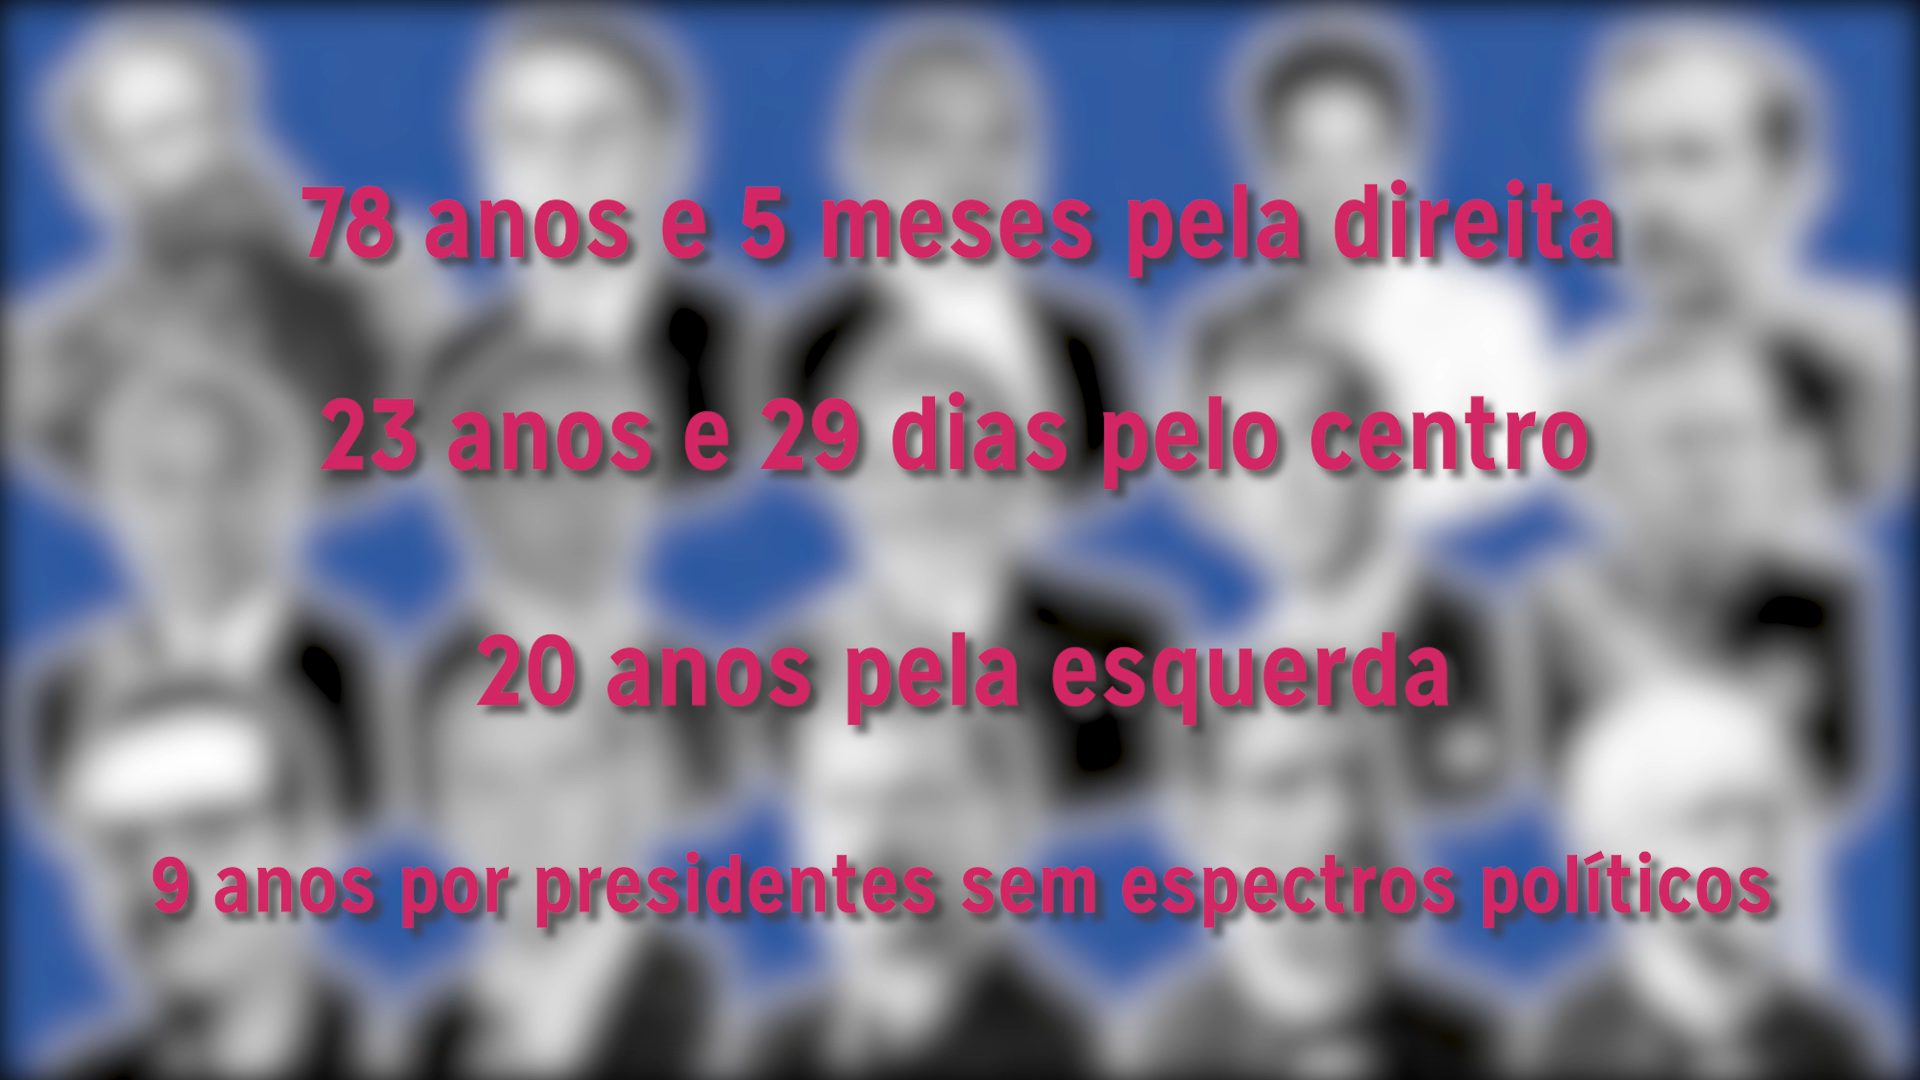 78 anos e 5 meses pela direita
23 anos e 29 dias pelo centro
20 anos pela esquerda
9 anos por presidentes sem espectros políticos